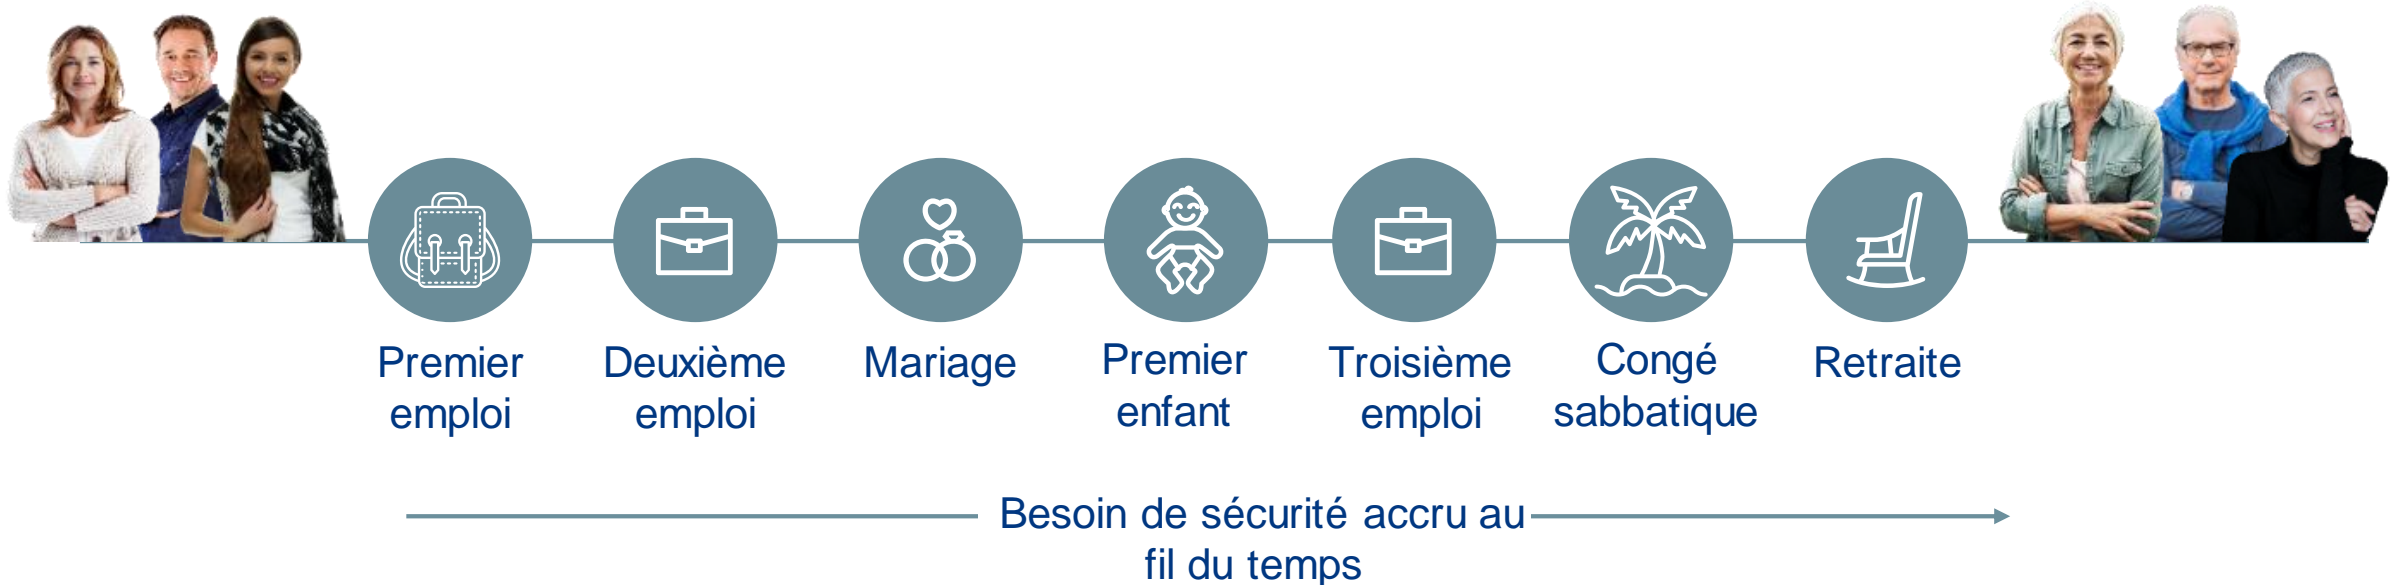 Premier
emploi
Deuxième
emploi
Mariage
Premier
enfant
Troisième
emploi
Congé
sabbatique
Retraite
Besoin de sécurité accru au
fil du temps